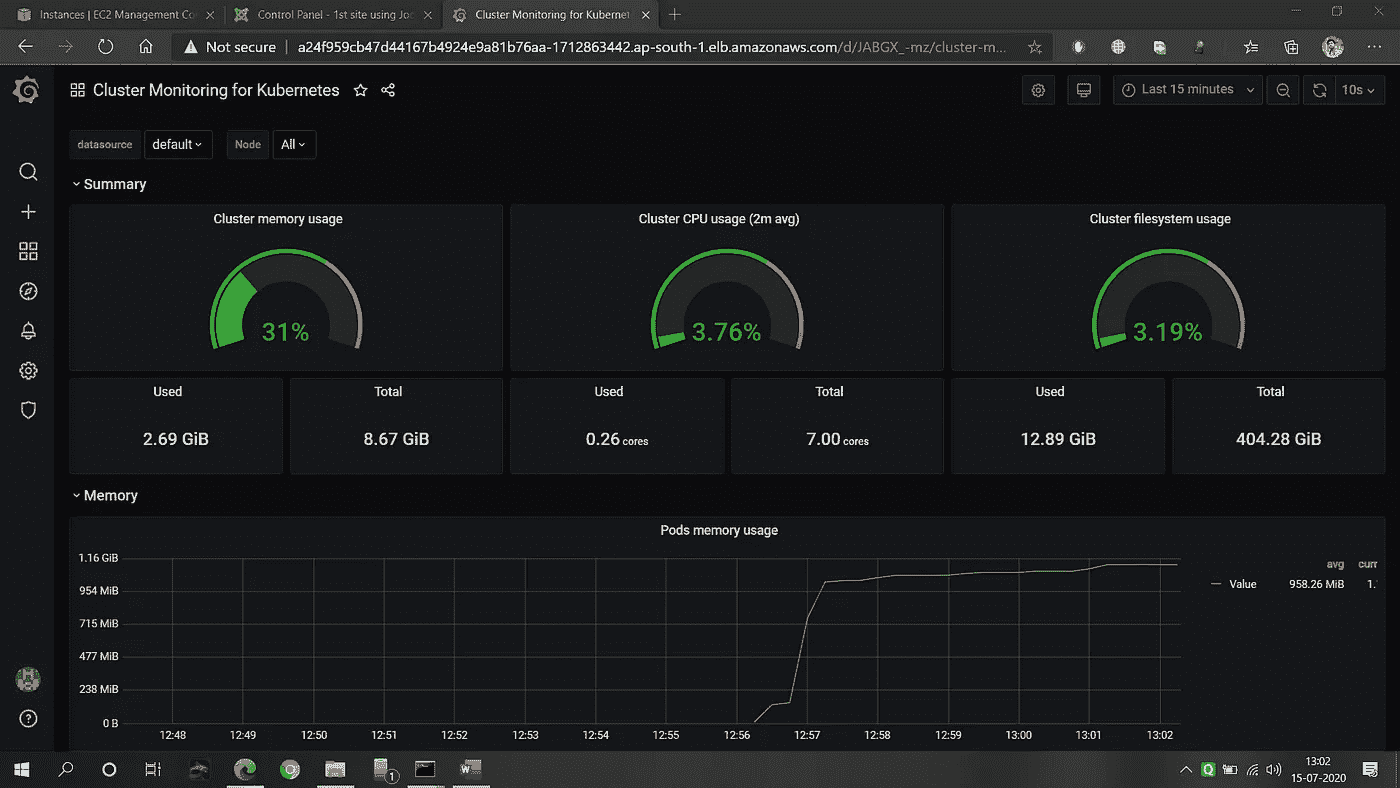 Instances | EC2 Management Co
Control Panel - 1st site using Joo
Cluster Monitoring for Kubernet
Not secure | a24f959cb47d44167b4924e9a81b76aa-1712863442.ap-south-1.elb.amazonaws.com/d/JABGX_-mz/cluster-m...
Cluster Monitoring for Kubernetes
Last 15 minutes
10s
datasource default Node All
Summary
Cluster memory usage
31%
Cluster CPU usage (2m avg)
3.76%
Cluster filesystem usage
3.19%
Used
2.69 GiB
Total
8.67 GiB
Used
0.26 cores
Total
7.00 cores
Used
12.89 GiB
Total
404.28 GiB
Memory
Pods memory usage
1.16 GiB
954 MiB
715 MiB
477 MiB
238 MiB
0 B
12:48 12:49 12:50 12:51 12:52 12:53 12:54 12:55 12:56 12:57 12:58 12:59 13:00 13:01 13:02
avg curr
Value 958.26 MiB 1.
1
13:02
15-07-2020